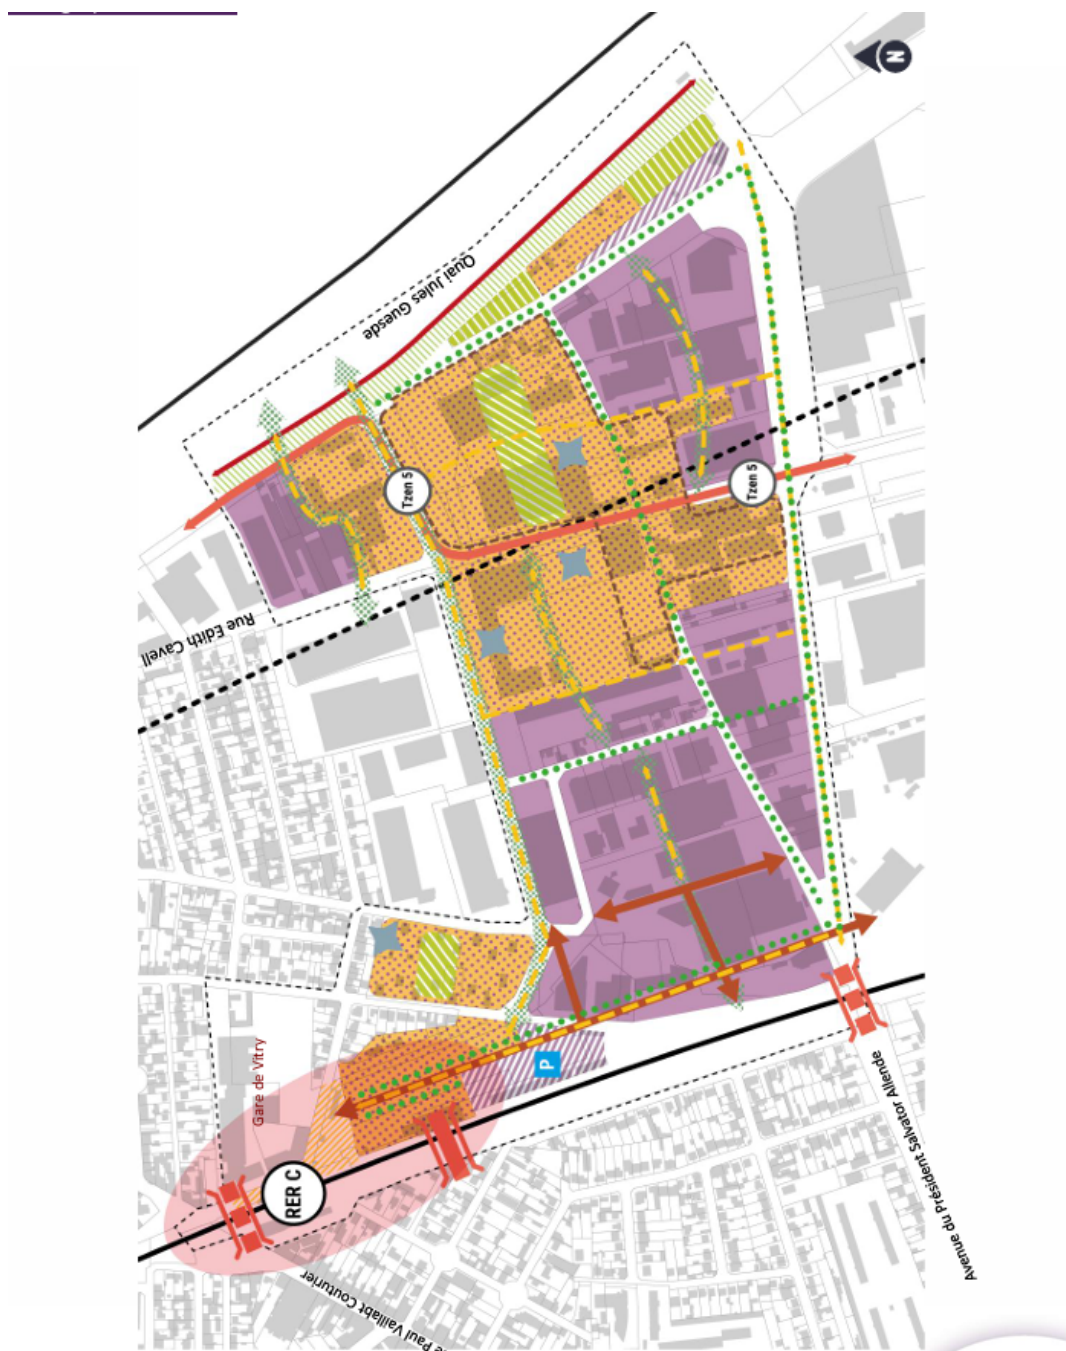 N
Quai Jules Guesde
Tzen 5
Tzen 5
Rue Edith Cavell
Gare de Vitry
P
RER C
Avenue du Président Salvator Allende
Paul Vaillabt Couturier